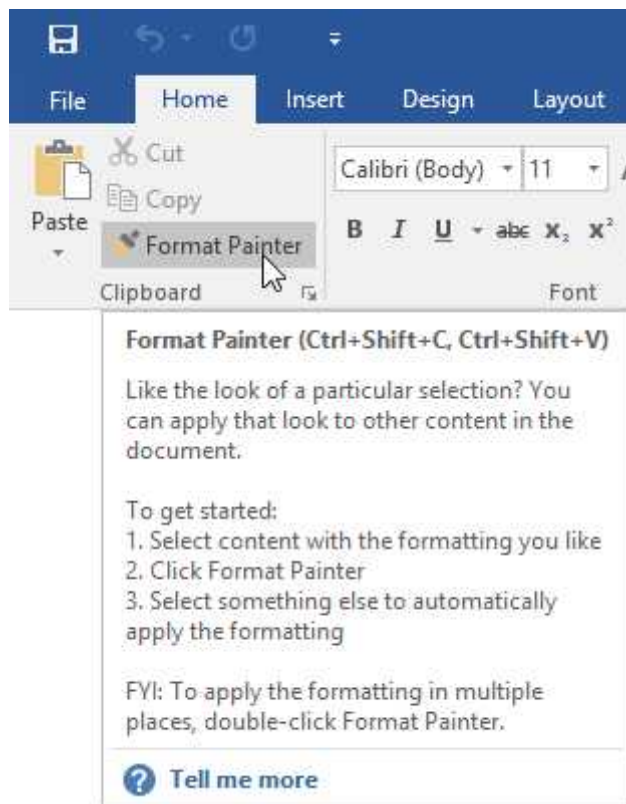 File Home Insert Design Layout
Cut
Calibri (Body) 11
Copy
Paste
Format Painter
B I U abc X₂ X²
Clipboard Font
Format Painter (Ctrl+Shift+C, Ctrl+Shift+V)
Like the look of a particular selection? You
can apply that look to other content in the
document.
To get started:
1. Select content with the formatting you like
2. Click Format Painter
3. Select something else to automatically
apply the formatting
FYI: To apply the formatting in multiple
places, double-click Format Painter.
? Tell me more